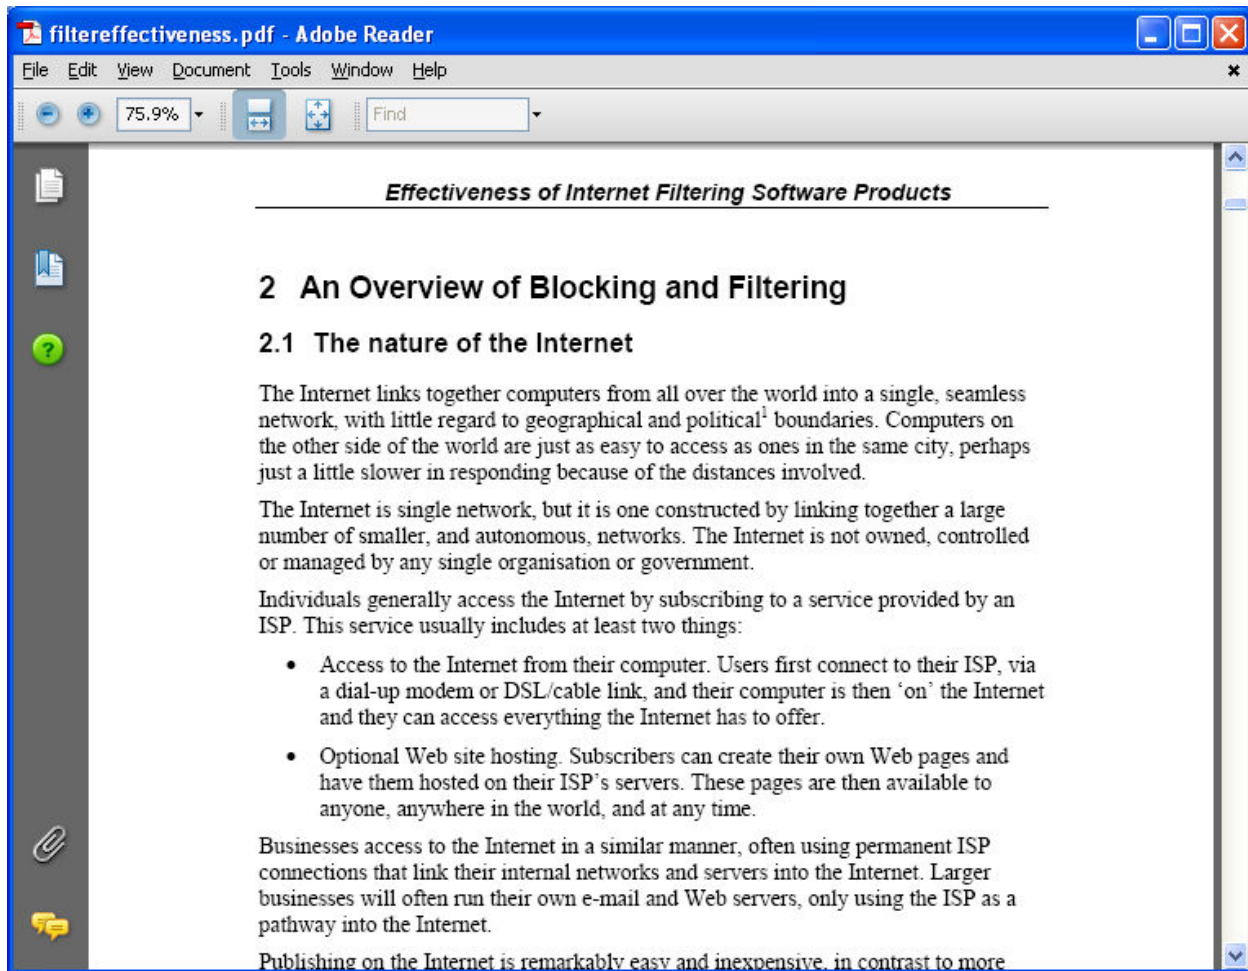 filtereffectiveness.pdf - Adobe Reader
File Edit View Document Tools Window Help
75.9% Find
Effectiveness of Internet Filtering Software Products
2 An Overview of Blocking and Filtering
2.1 The nature of the Internet
The Internet links together computers from all over the world into a single, seamless
network, with little regard to geographical and political¹ boundaries. Computers on
the other side of the world are just as easy to access as ones in the same city, perhaps
just a little slower in responding because of the distances involved.
The Internet is single network, but it is one constructed by linking together a large
number of smaller, and autonomous, networks. The Internet is not owned, controlled
or managed by any single organisation or government.
Individuals generally access the Internet by subscribing to a service provided by an
ISP. This service usually includes at least two things:
• Access to the Internet from their computer. Users first connect to their ISP, via
a dial-up modem or DSL/cable link, and their computer is then ‘on’ the Internet
and they can access everything the Internet has to offer.
• Optional Web site hosting. Subscribers can create their own Web pages and
have them hosted on their ISP’s servers. These pages are then available to
anyone, anywhere in the world, and at any time.
Businesses access to the Internet in a similar manner, often using permanent ISP
connections that link their internal networks and servers into the Internet. Larger
businesses will often run their own e-mail and Web servers, only using the ISP as a
pathway into the Internet.
Publishing on the Internet is remarkably easy and inexpensive, in contrast to more